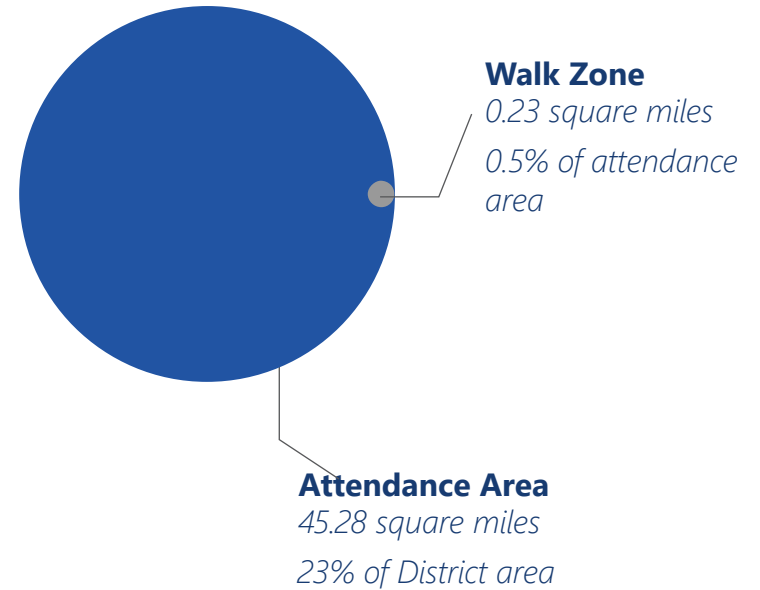 Walk Zone
0.23 square miles
0.5% of attendance
area
Attendance Area
45.28 square miles
23% of District area